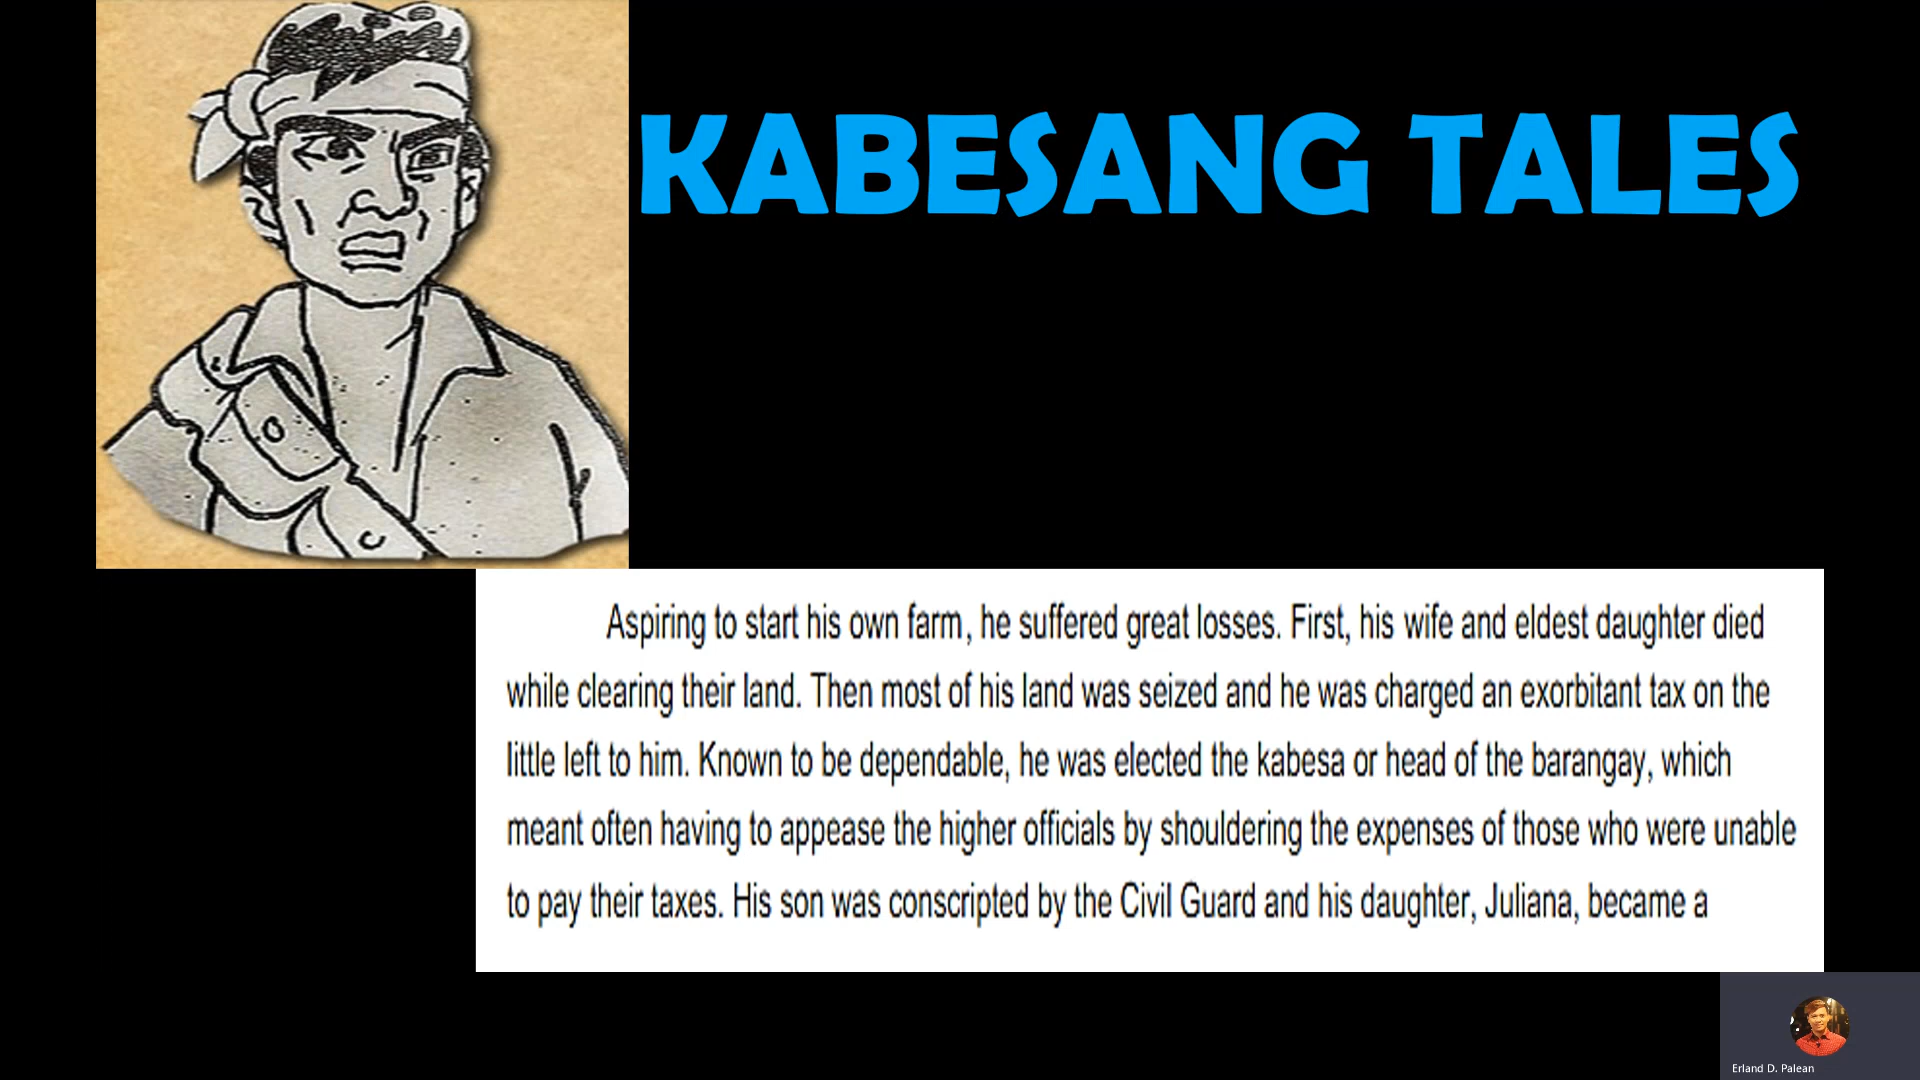 KABESANG TALES
Aspiring to start his own farm, he suffered great losses. First, his wife and eldest daughter died
while clearing their land. Then most of his land was seized and he was charged an exorbitant tax on the
little left to him. Known to be dependable, he was elected the kabesa or head of the barangay, which
meant often having to appease the higher officials by shouldering the expenses of those who were unable
to pay their taxes. His son was conscripted by the Civil Guard and his daughter, Juliana, became a
Erland D. Palean